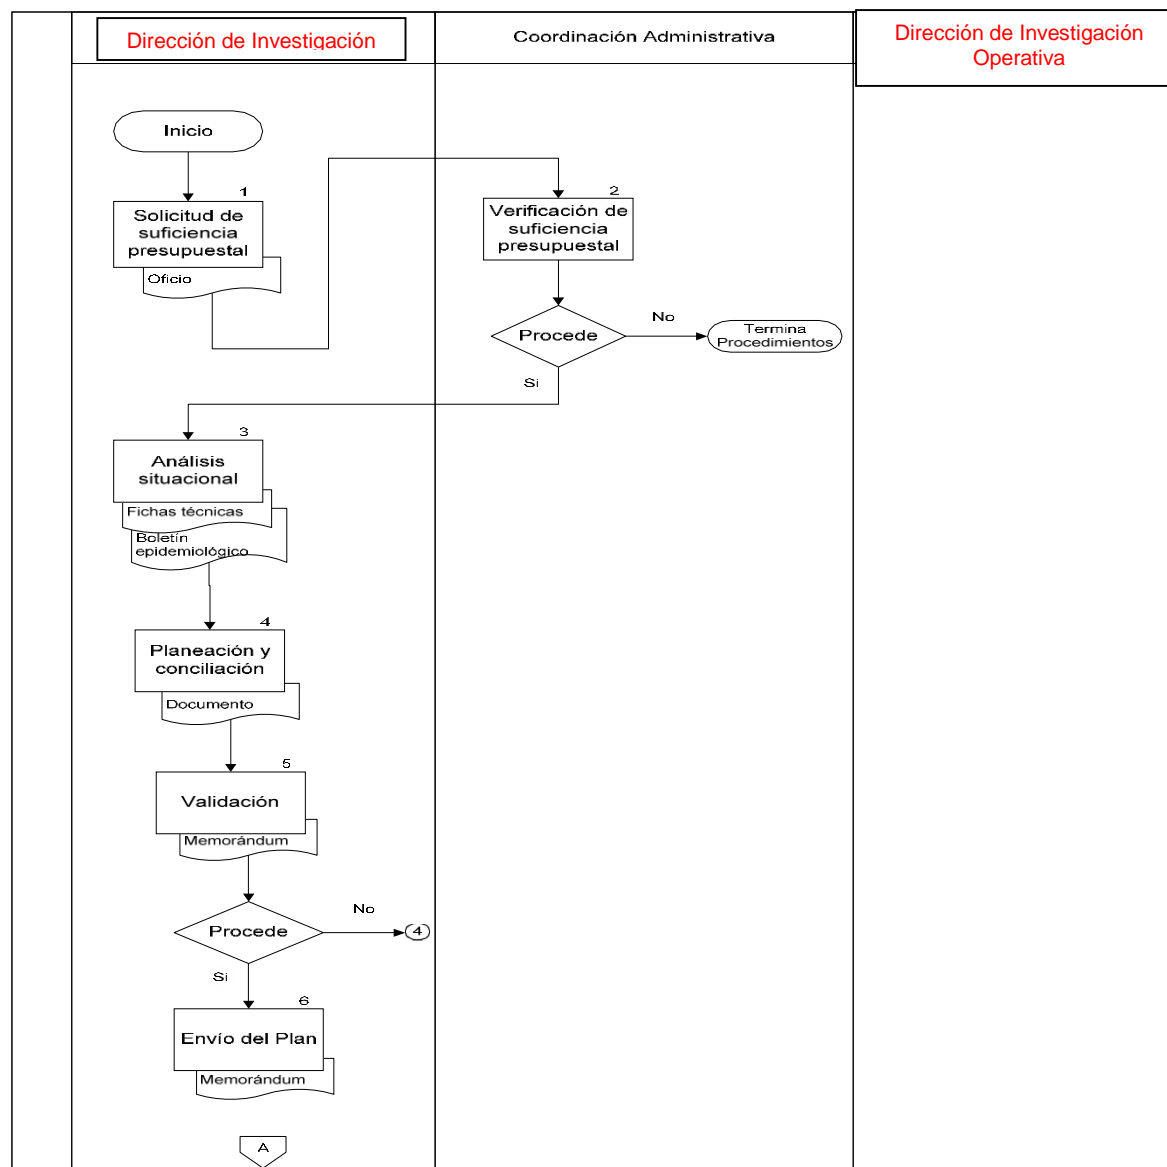 Dirección de Investigación
Coordinación Administrativa
Dirección de Investigación
Operativa
Inicio
1
Solicitud de
suficiencia
presupuestal
Oficio
2
Verificación de
suficiencia
presupuestal
Procede
No
Termina
Procedimientos
Si
3
Análisis
situacional
Fichas técnicas
Boletín
epidemiológico
4
Planeación y
conciliación
Documento
5
Validación
Memorándum
Procede
No
4
Si
6
Envío del Plan
Memorándum
A